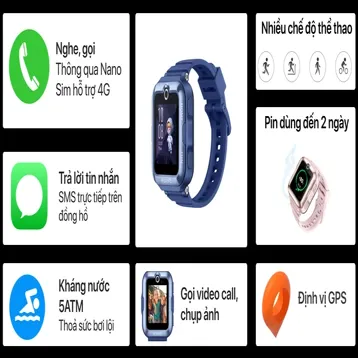 Nghe, gọi
Thông qua Nano
Sim hỗ trợ 4G
Nhiều chế độ thể thao
Pin dùng đến 2 ngày
Trả lời tin nhắn
SMS trực tiếp trên
đồng hồ
Kháng nước
5ATM
Thoả sức bơi lội
Gọi video call,
chụp ảnh
Định vị GPS